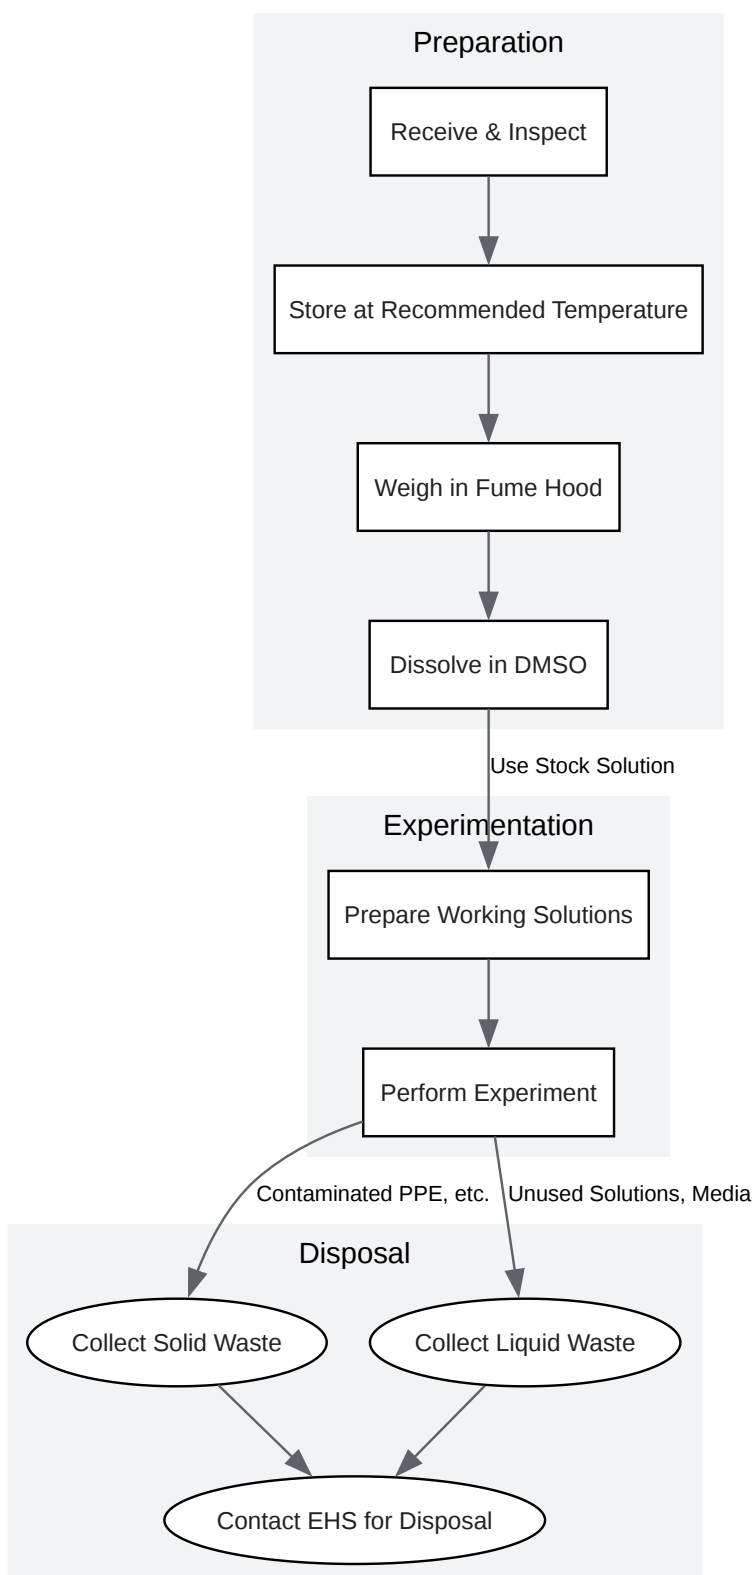 Preparation
Receive & Inspect
Store at Recommended Temperature
Weigh in Fume Hood
Dissolve in DMSO
Use Stock Solution
Experimentation
Prepare Working Solutions
Perform Experiment
Contaminated PPE, etc.
Unused Solutions, Media
Disposal
Collect Solid Waste
Collect Liquid Waste
Contact EHS for Disposal